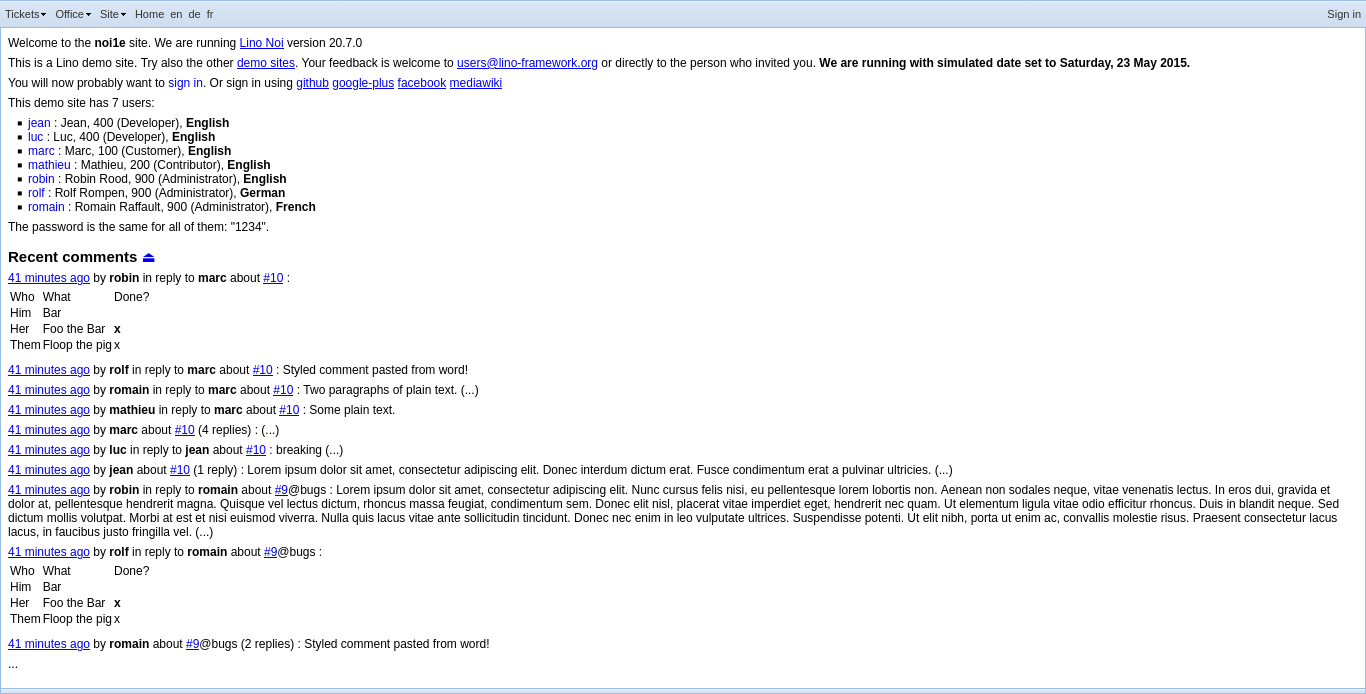 Tickets Office Site Home en de fr Sign in
Welcome to the noi1e site. We are running Lino Noi version 20.7.0
This is a Lino demo site. Try also the other demo sites. Your feedback is welcome to users@lino-framework.org or directly to the person who invited you. We are running with simulated date set to Saturday, 23 May 2015.
You will now probably want to sign in. Or sign in using github google-plus facebook mediawiki
This demo site has 7 users:
jean : Jean, 400 (Developer), English
luc : Luc, 400 (Developer), English
marc : Marc, 100 (Customer), English
mathieu : Mathieu, 200 (Contributor), English
robin : Robin Rood, 900 (Administrator), English
rolf : Rolf Rompen, 900 (Administrator), German
romain : Romain Raffault, 900 (Administrator), French
The password is the same for all of them: "1234".
Recent comments ⏏
41 minutes ago by robin in reply to marc about #10 :
Who What Done?
Him Bar
Her Foo the Bar x
Them Floop the pig x
41 minutes ago by rolf in reply to marc about #10 : Styled comment pasted from word!
41 minutes ago by romain in reply to marc about #10 : Two paragraphs of plain text. (...)
41 minutes ago by mathieu in reply to marc about #10 : Some plain text.
41 minutes ago by marc about #10 (4 replies) : (...)
41 minutes ago by luc in reply to jean about #10 : breaking (...)
41 minutes ago by jean about #10 (1 reply) : Lorem ipsum dolor sit amet, consectetur adipiscing elit. Donec interdum dictum erat. Fusce condimentum erat a pulvinar ultricies. (...)
41 minutes ago by robin in reply to romain about #9@bugs : Lorem ipsum dolor sit amet, consectetur adipiscing elit. Nunc cursus felis nisi, eu pellentesque lorem lobortis non. Aenean non sodales neque, vitae venenatis lectus. In eros dui, gravida et
dolor at, pellentesque hendrerit magna. Quisque vel lectus dictum, rhoncus massa feugiat, condimentum sem. Donec elit nisl, placerat vitae imperdiet eget, hendrerit nec quam. Ut elementum ligula vitae odio efficitur rhoncus. Duis in blandit neque. Sed
dictum mollis volutpat. Morbi at est et nisi euismod viverra. Nulla quis lacus vitae ante sollicitudin tincidunt. Donec nec enim in leo vulputate ultrices. Suspendisse potenti. Ut elit nibh, porta ut enim ac, convallis molestie risus. Praesent consectetur lacus
lacus, in faucibus justo fringilla vel. (...)
41 minutes ago by rolf in reply to romain about #9@bugs :
Who What Done?
Him Bar
Her Foo the Bar x
Them Floop the pig x
41 minutes ago by romain about #9@bugs (2 replies) : Styled comment pasted from word!
...